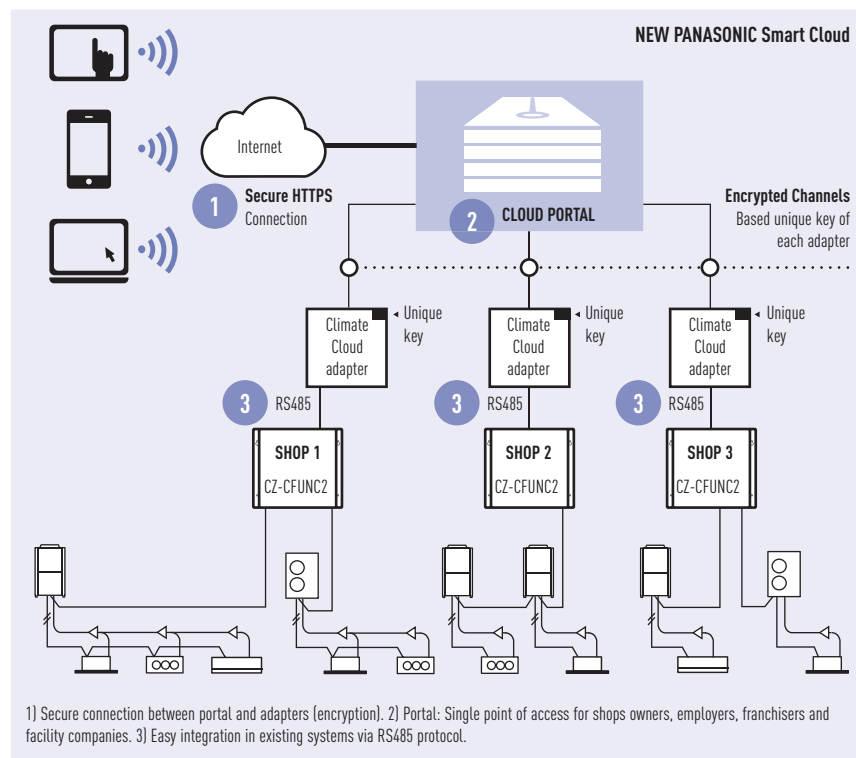 NEW PANASONIC Smart Cloud
Internet
1
Secure HTTPS
Connection
2
CLOUD PORTAL
Encrypted Channels
Based unique key of
each adapter
Climate
Cloud
adapter
Unique
key
Climate
Cloud
adapter
Unique
key
Climate
Cloud
adapter
Unique
key
3
RS485
3
RS485
3
RS485
SHOP 1
CZ-CFUNC2
SHOP 2
CZ-CFUNC2
SHOP 3
CZ-CFUNC2
1) Secure connection between portal and adapters (encryption). 2) Portal: Single point of access for shops owners, employers, franchisers and
facility companies. 3) Easy integration in existing systems via RS485 protocol.